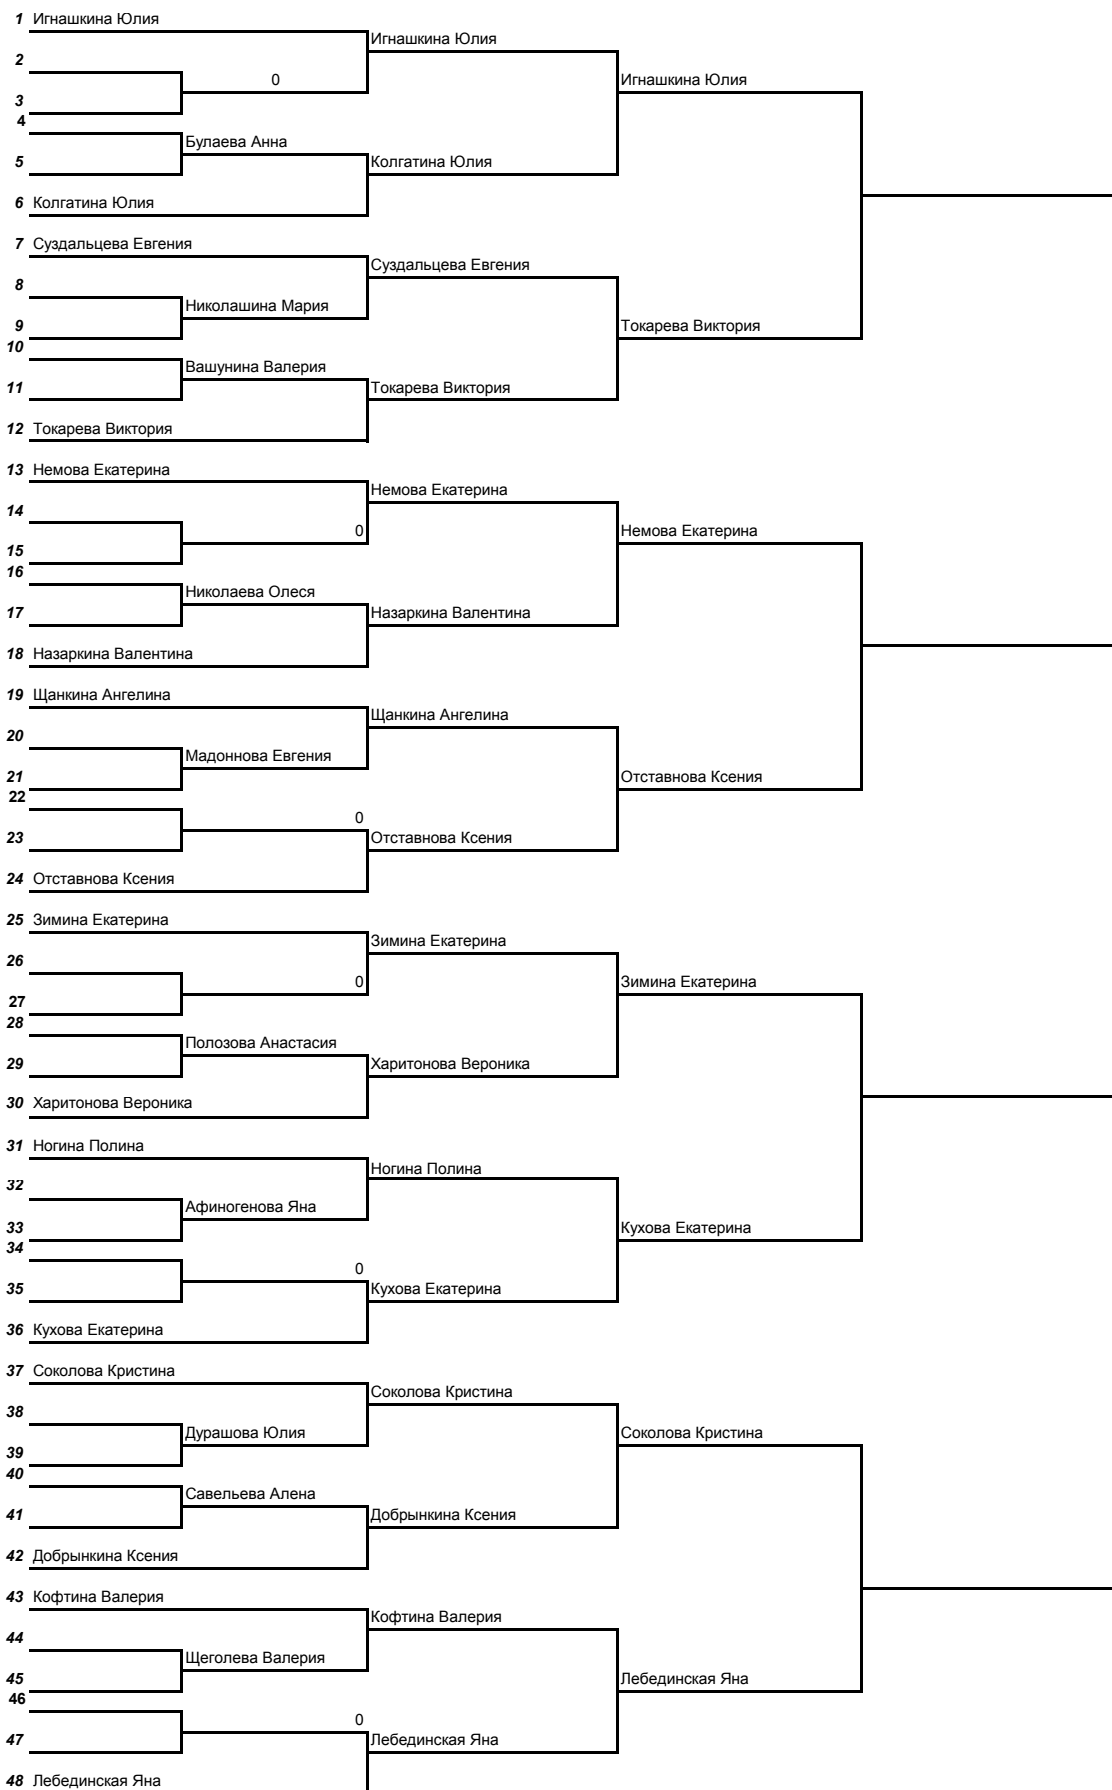 1 Игнашкина Юлия
Игнашкина Юлия
2
0
Игнашкина Юлия
3
4
Булаева Анна
5
Колгатина Юлия
6 Колгатина Юлия
7 Суздальцева Евгения
Суздальцева Евгения
8
Николашина Мария
9
Токарева Виктория
10
Вашунина Валерия
11
Токарева Виктория
12 Токарева Виктория
13 Немова Екатерина
Немова Екатерина
14
0
Немова Екатерина
15
16
Николаева Олеся
17
Назаркина Валентина
18 Назаркина Валентина
19 Щанкина Ангелина
Щанкина Ангелина
20
Мадоннова Евгения
21
Отставнова Ксения
22
0
23
Отставнова Ксения
24 Отставнова Ксения
25 Зимина Екатерина
Зимина Екатерина
26
0
Зимина Екатерина
27
28
Полозова Анастасия
29
Харитонова Вероника
30 Харитонова Вероника
31 Ногина Полина
Ногина Полина
32
Афиногенова Яна
33
Кухова Екатерина
34
0
35
Кухова Екатерина
36 Кухова Екатерина
37 Соколова Кристина
Соколова Кристина
38
Дурашова Юлия
Соколова Кристина
39
40
Савельева Алена
41
Добрынкина Ксения
42 Добрынкина Ксения
43 Кофтина Валерия
Кофтина Валерия
44
Щеголева Валерия
45
Лебединская Яна
46
0
47
Лебединская Яна
48 Лебединская Яна